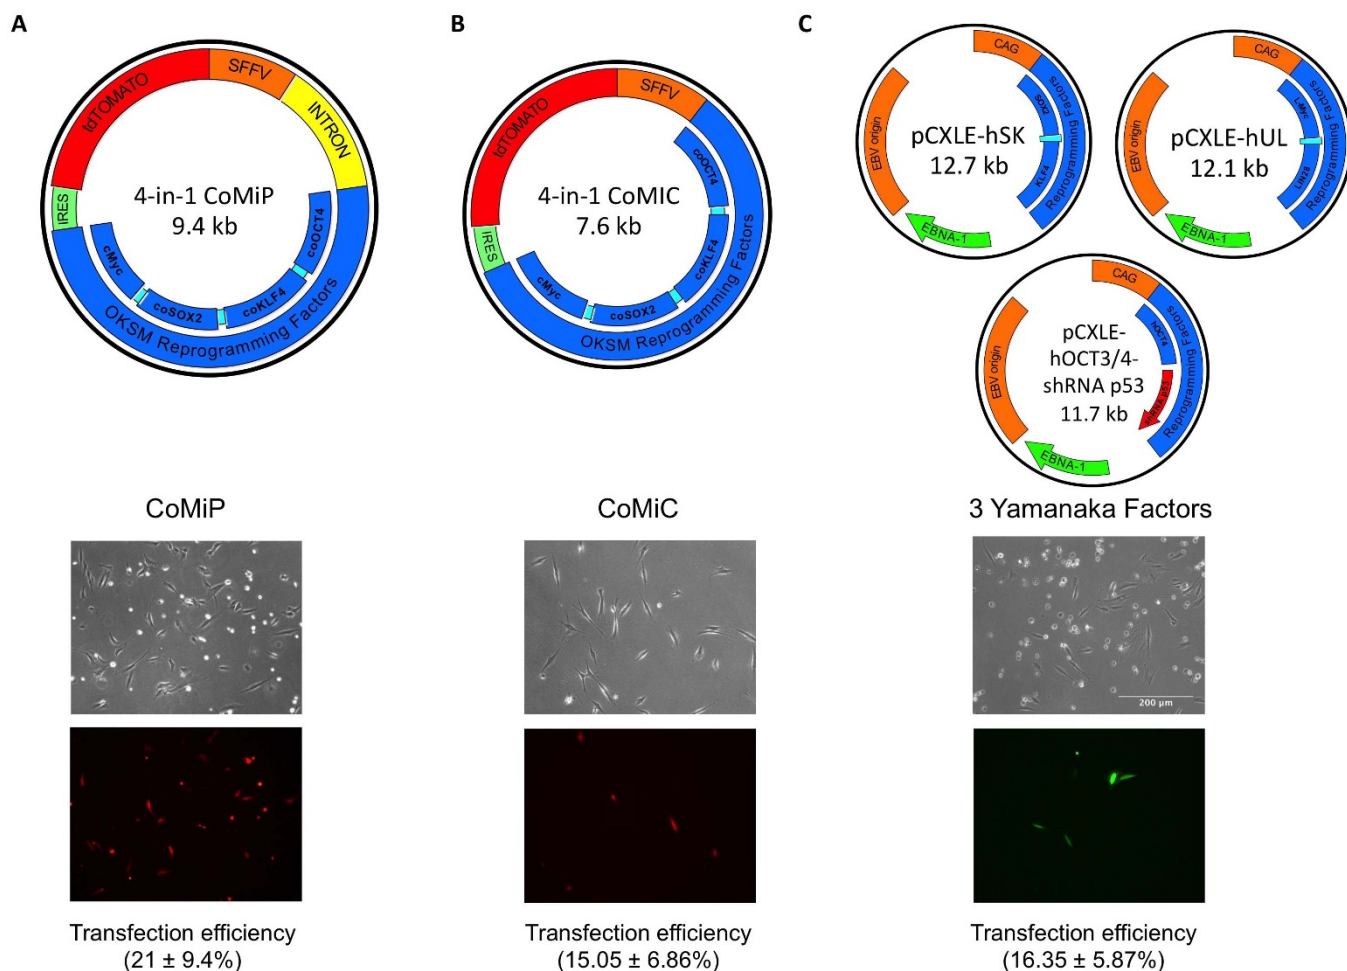 A
tdTOMATO
SFFV
INTRON
IRES
4-in-1 CoMiP
9.4 kb
cMyc
coSOX2
coKLF4
coOCT4
OKSM Reprogramming Factors
B
tdTOMATO
SFFV
IRES
4-in-1 CoMIC
7.6 kb
coOCT4
coKLF4
coSOX2
cMyc
OKSM Reprogramming Factors
C
CAG
EBV origin
pCXLE-hSK
12.7 kb
SOX2
KLF4
Reprogramming Factors
EBNA-1
CAG
EBV origin
pCXLE-hUL
12.1 kb
L-Myc
LIN28
Reprogramming Factors
EBNA-1
CAG
EBV origin
pCXLE-
hOCT3/4-
shRNA p53
11.7 kb
hOCT4
shRNA p53
Reprogramming Factors
EBNA-1
CoMiP
CoMiC
3 Yamanaka Factors
200 µm
Transfection efficiency
(21 ± 9.4%)
Transfection efficiency
(15.05 ± 6.86%)
Transfection efficiency
(16.35 ± 5.87%)